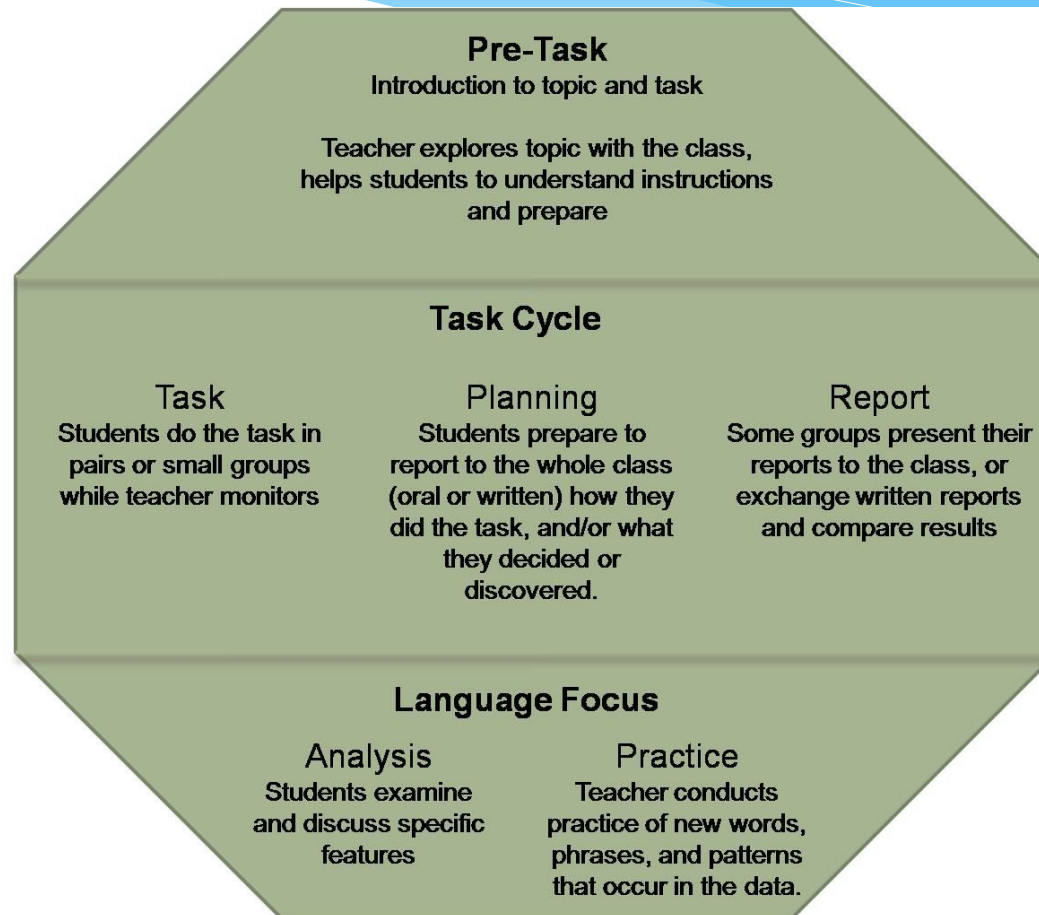 Pre-Task
Introduction to topic and task
Teacher explores topic with the class,
helps students to understand instructions
and prepare
Task Cycle
Task
Students do the task in
pairs or small groups
while teacher monitors
Planning
Students prepare to
report to the whole class
(oral or written) how they
did the task, and/or what
they decided or
discovered.
Report
Some groups present their
reports to the class, or
exchange written reports
and compare results
Language Focus
Analysis
Students examine
and discuss specific
features
Practice
Teacher conducts
practice of new words,
phrases, and patterns
that occur in the data.